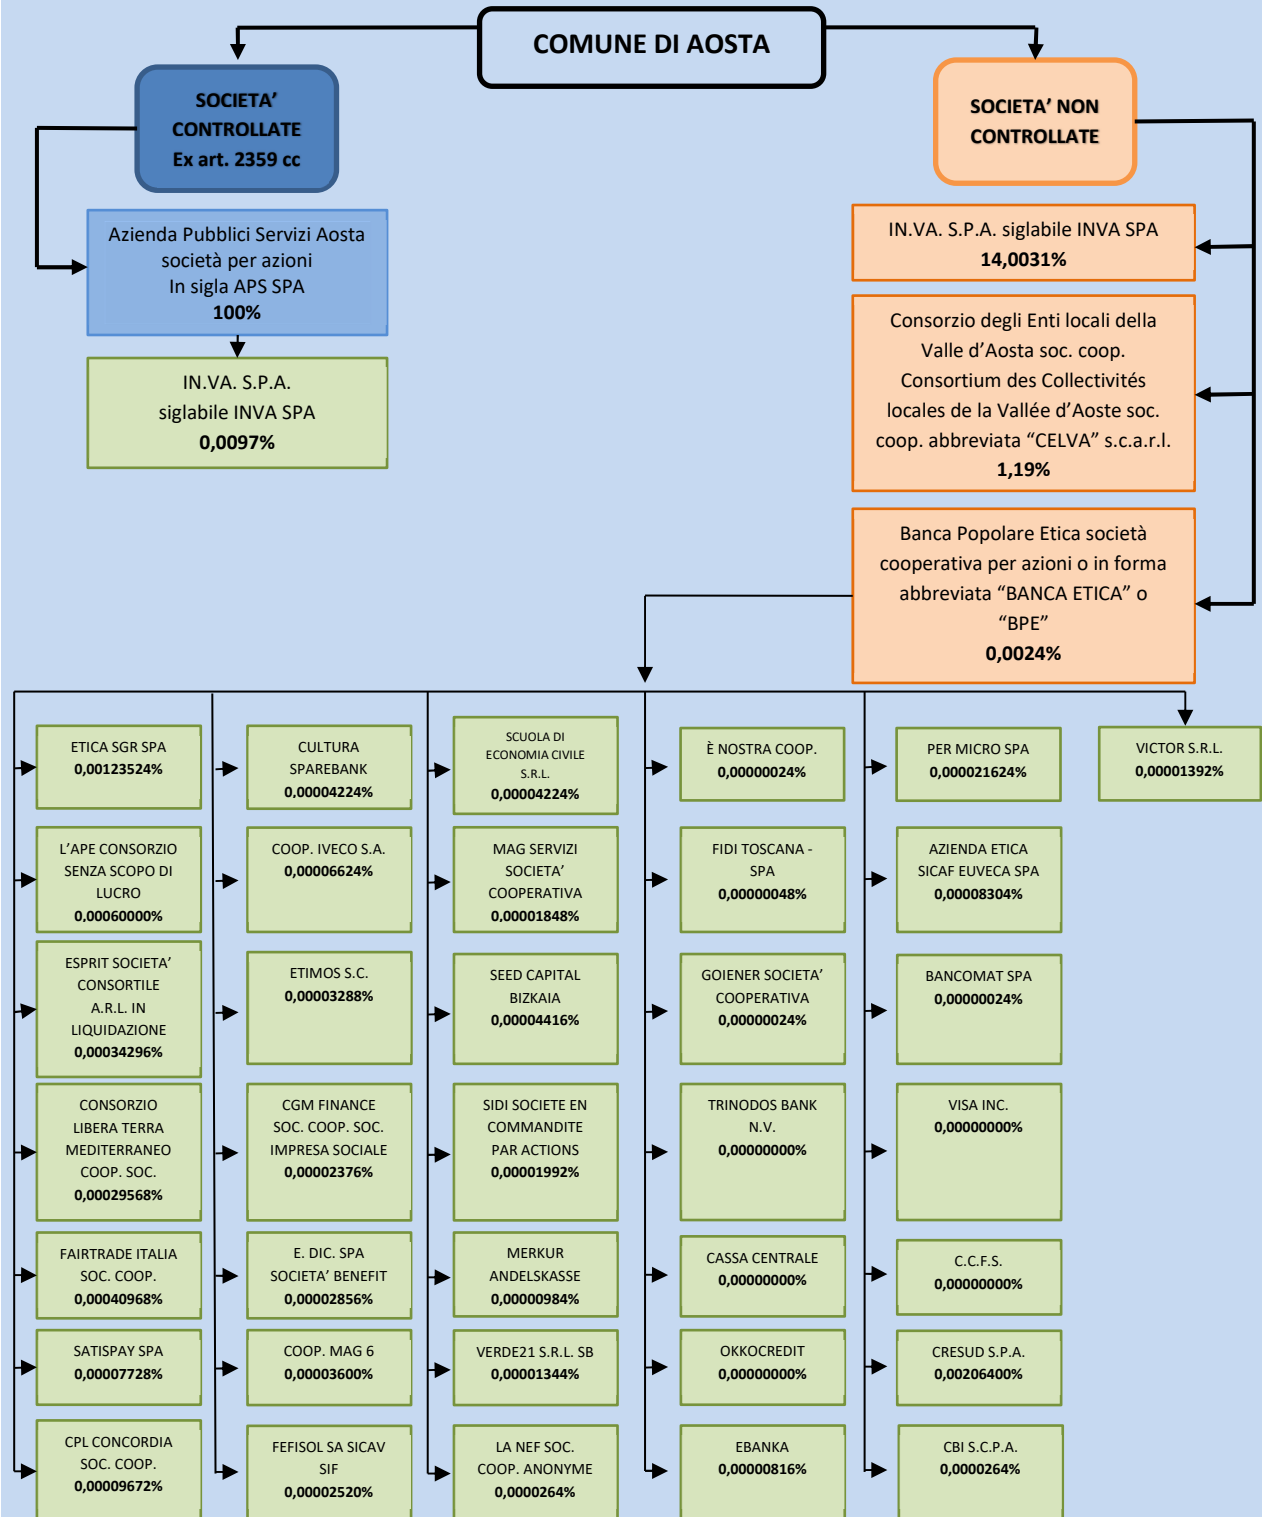 COMUNE DI AOSTA
SOCIETA’
CONTROLLATE
Ex art. 2359 cc
SOCIETA’ NON
CONTROLLATE
Azienda Pubblici Servizi Aosta
società per azioni
In sigla APS SPA
100%
IN.VA. S.P.A.
siglabile INVA SPA
0,0097%
IN.VA. S.P.A. siglabile INVA SPA
14,0031%
Consorzio degli Enti locali della
Valle d’Aosta soc. coop.
Consortium des Collectivités
locales de la Vallée d’Aoste soc.
coop. abbreviata “CELVA” s.c.a.r.l.
1,19%
Banca Popolare Etica società
cooperativa per azioni o in forma
abbreviata “BANCA ETICA” o
“BPE”
0,0024%
ETICA SGR SPA
0,00123524%
CULTURA
SPAREBANK
0,00004224%
SCUOLA DI
ECONOMIA CIVILE
S.R.L.
0,00004224%
È NOSTRA COOP.
0,00000024%
PER MICRO SPA
0,000021624%
VICTOR S.R.L.
0,00001392%
L’APE CONSORZIO
SENZA SCOPO DI
LUCRO
0,00060000%
COOP. IVECO S.A.
0,00006624%
MAG SERVIZI
SOCIETA’
COOPERATIVA
0,00001848%
FIDI TOSCANA -
SPA
0,00000048%
AZIENDA ETICA
SICAF EUVECA SPA
0,00008304%
ESPRIT SOCIETA’
CONSORTILE
A.R.L. IN
LIQUIDAZIONE
0,00034296%
ETIMOS S.C.
0,00003288%
SEED CAPITAL
BIZKAIA
0,00004416%
GOIENER SOCIETA’
COOPERATIVA
0,00000024%
BANCOMAT SPA
0,00000024%
CONSORZIO
LIBERA TERRA
MEDITERRANEO
COOP. SOC.
0,00029568%
CGM FINANCE
SOC. COOP. SOC.
IMPRESA SOCIALE
0,00002376%
SIDI SOCIETE EN
COMMANDITE
PAR ACTIONS
0,00001992%
TRINODOS BANK
N.V.
0,00000000%
VISA INC.
0,00000000%
FAIRTRADE ITALIA
SOC. COOP.
0,00040968%
E. DIC. SPA
SOCIETA’ BENEFIT
0,00002856%
MERKUR
ANDELSKASSE
0,00000984%
CASSA CENTRALE
0,00000000%
C.C.F.S.
0,00000000%
SATISPAY SPA
0,00007728%
COOP. MAG 6
0,00003600%
VERDE21 S.R.L. SB
0,00001344%
OKKOCREDIT
0,00000000%
CRESUD S.P.A.
0,00206400%
CPL CONCORDIA
SOC. COOP.
0,00009672%
FEFISOL SA SICAV
SIF
0,00002520%
LA NEF SOC.
COOP. ANONYME
0,0000264%
EBANKA
0,00000816%
CBI S.C.P.A.
0,0000264%